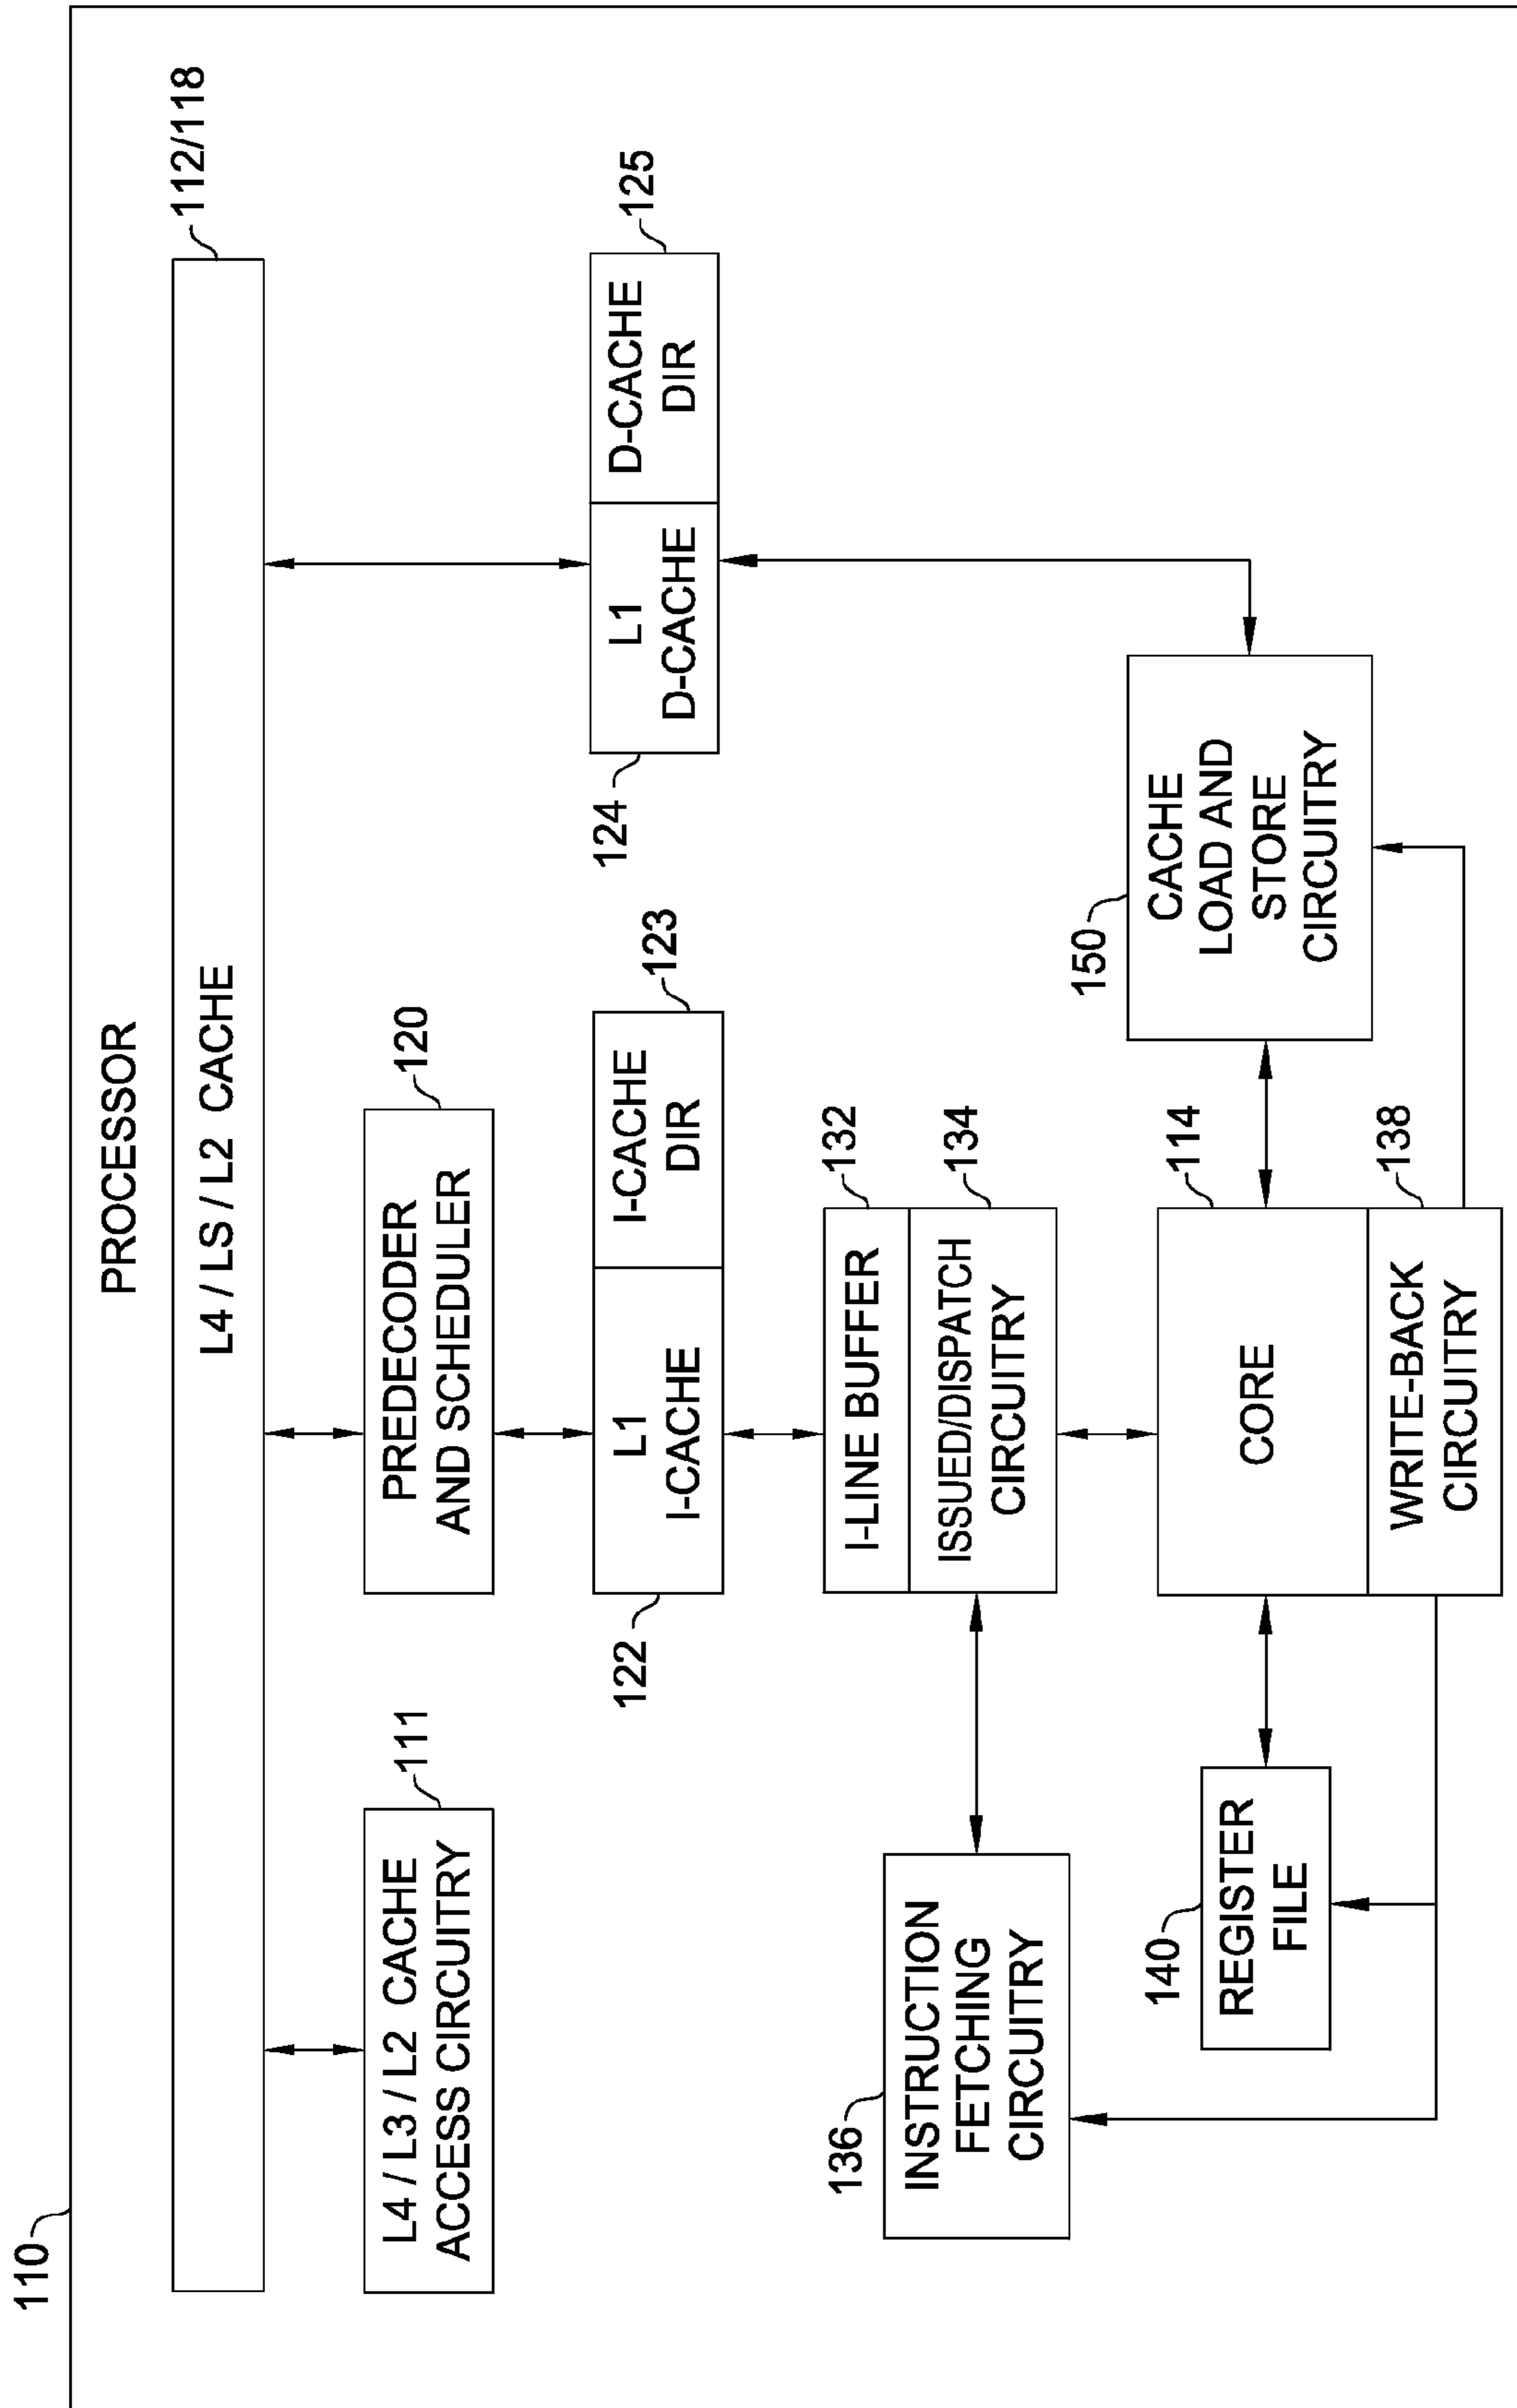 110
PROCESSOR
L4 / LS / L2 CACHE
112/118
L4 / L3 / L2 CACHE
ACCESS CIRCUITRY
111
PREDECODER
AND SCHEDULER
120
122
L1
I-CACHE
I-CACHE
DIR
123
124
L1
D-CACHE
D-CACHE
DIR
125
136
INSTRUCTION
FETCHING
CIRCUITRY
I-LINE BUFFER
132
ISSUED/DISPATCH
CIRCUITRY
134
140
REGISTER
FILE
CORE
114
WRITE-BACK
CIRCUITRY
138
150
CACHE
LOAD AND
STORE
CIRCUITRY